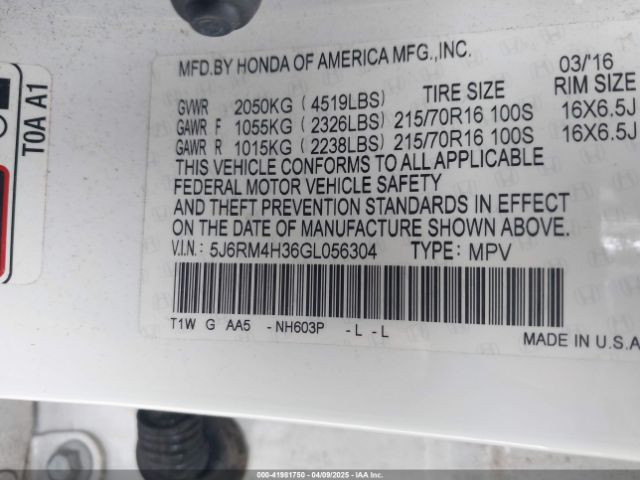 MFD.BY HONDA OF AMERICA MFG.,INC. 03/'16
TIRE SIZE RIM SIZE
GVWR 2050KG (4519LBS)
GAWR F 1055KG (2326LBS) 215/70R16 100S 16X6.5J
GAWR R 1015KG (2238LBS) 215/70R16 100S 16X6.5J
THIS VEHICLE CONFORMS TO ALL APPLICABLE
FEDERAL MOTOR VEHICLE SAFETY
AND THEFT PREVENTION STANDARDS IN EFFECT
ON THE DATE OF MANUFACTURE SHOWN ABOVE.
V.I.N: 5J6RM4H36GL056304 TYPE: MPV
T1W G AA5 -NH603P -L -L
MADE IN U.S.A
T0A A1
00-41981750 - 04/09/2025 - IAAI.com